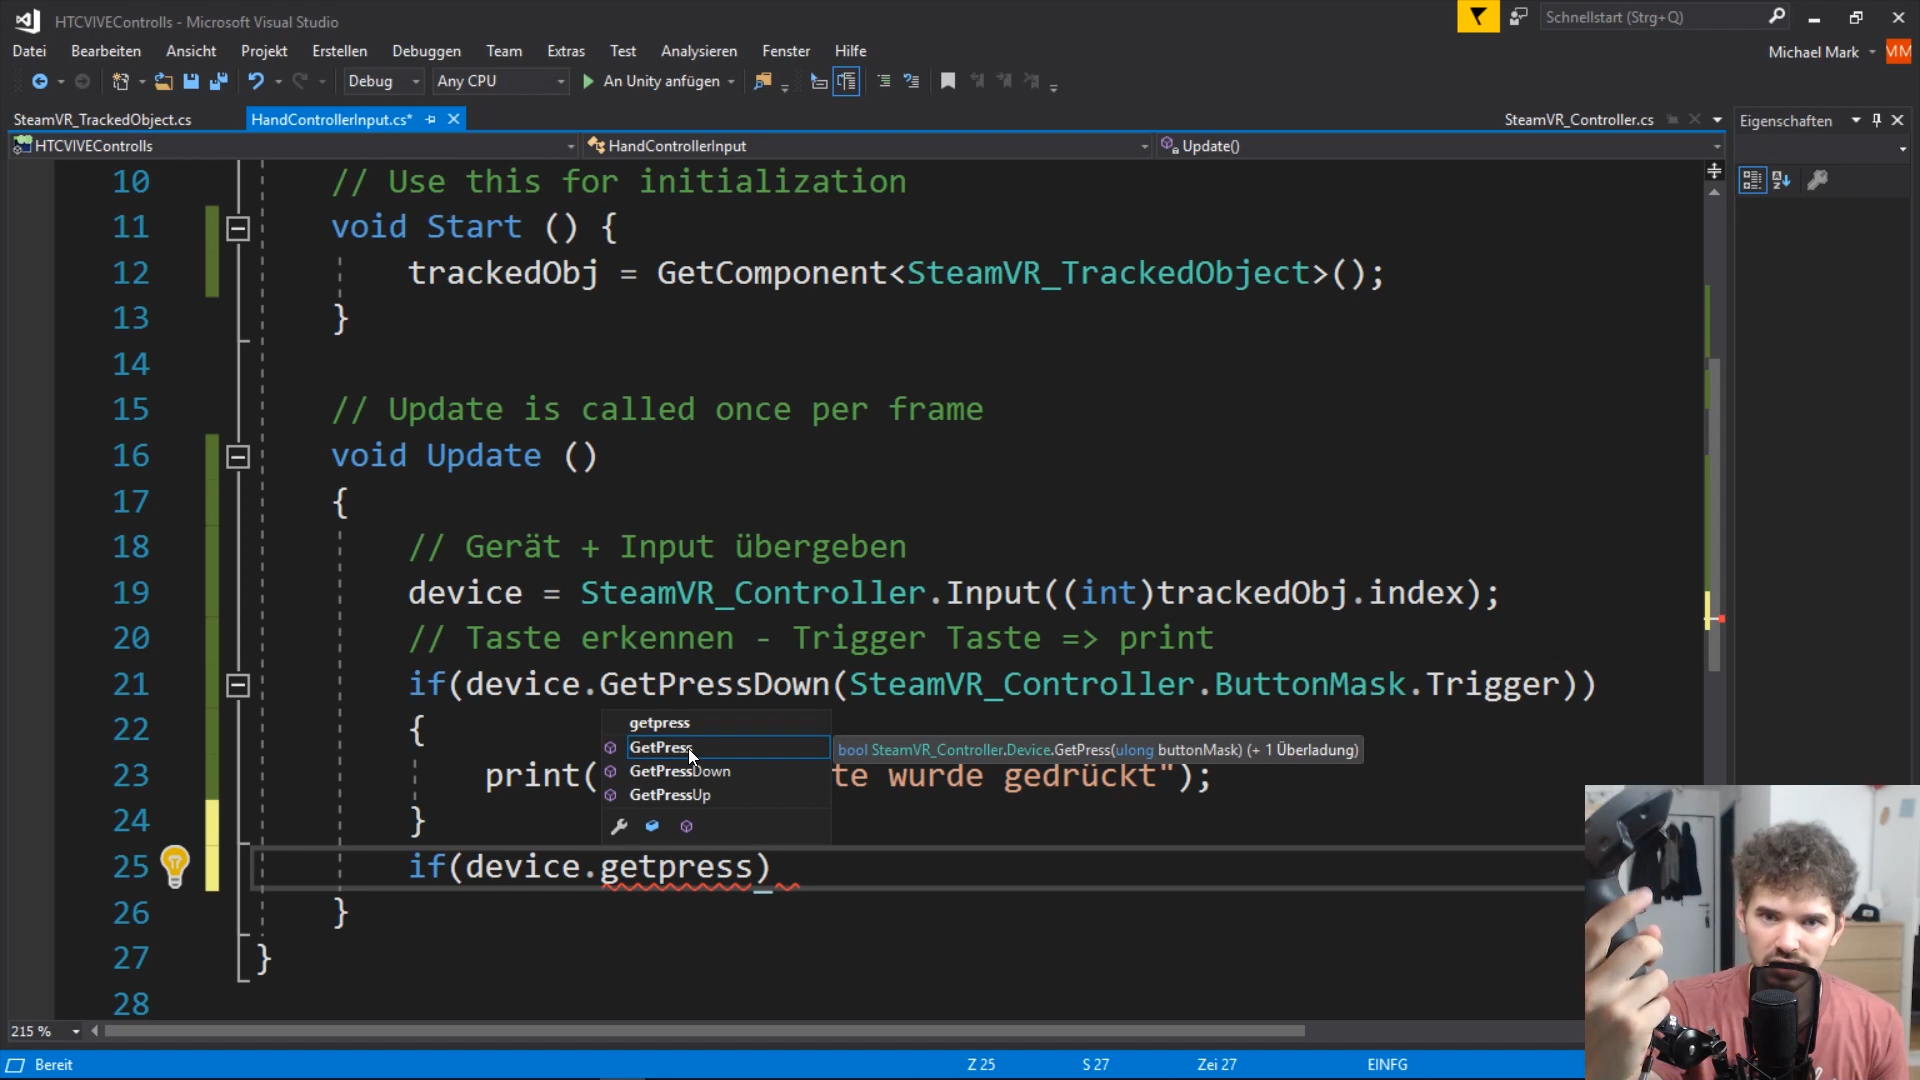 HTCVIVEControlls - Microsoft Visual Studio
Schnellstart (Strg+Q)
Datei Bearbeiten Ansicht Projekt Erstellen Debuggen Team Extras Test Analysieren Fenster Hilfe
Michael Mark MM
Debug Any CPU An Unity anfügen
SteamVR_TrackedObject.cs HandControllerInput.cs* SteamVR_Controller.cs Eigenschaften
HTCVIVEControlls HandControllerInput Update()
10 // Use this for initialization
11 void Start () {
12 trackedObj = GetComponent<SteamVR_TrackedObject>();
13 }
14
15 // Update is called once per frame
16 void Update ()
17 {
18 // Gerät + Input übergeben
19 device = SteamVR_Controller.Input((int)trackedObj.index);
20 // Taste erkennen - Trigger Taste => print
21 if(device.GetPressDown(SteamVR_Controller.ButtonMask.Trigger))
22 {
getpress
GetPress
bool SteamVR_Controller.Device.GetPress(ulong buttonMask) (+ 1 Überladung)
GetPressDown
GetPressUp
23 print( te wurde gedrückt");
24 }
25 if(device.getpress)
26 }
27 }
28
215 %
Bereit Z 25 S 27 Zei 27 EINFG